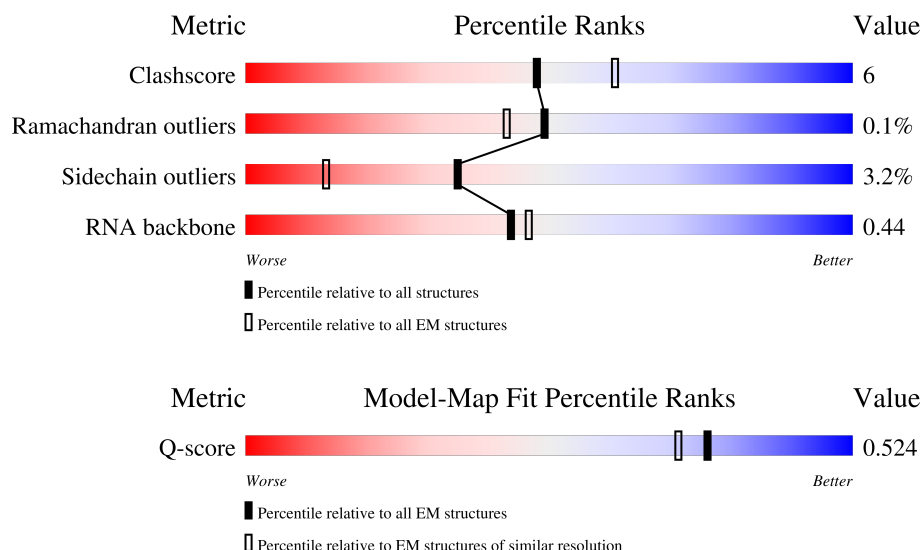 Metric Percentile Ranks Value
Clashscore 6
Ramachandran outliers 0.1%
Sidechain outliers 3.2%
RNA backbone 0.44
Worse Better
Percentile relative to all structures
Percentile relative to all EM structures
Metric Model-Map Fit Percentile Ranks Value
Q-score 0.524
Worse Better
Percentile relative to all EM structures
Percentile relative to EM structures of similar resolution